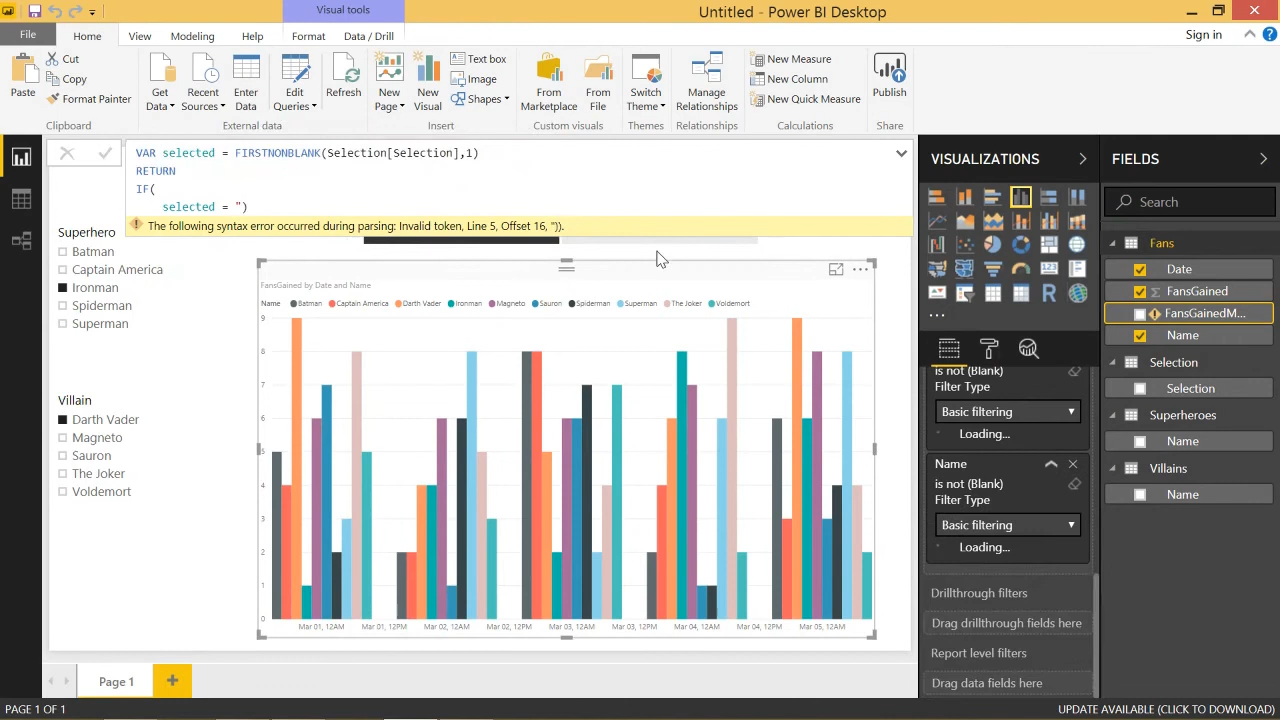 Visual tools
Untitled - Power BI Desktop
File
Home
View
Modeling
Help
Format
Data / Drill
Sign in
Paste
Cut
Copy
Format Painter
Clipboard
Get Data
Recent Sources
Enter Data
External data
Edit Queries
Refresh
New Page
New Visual
Text box
Image
Shapes
Insert
From Marketplace
From File
Custom visuals
Switch Theme
Themes
Manage Relationships
Relationships
New Measure
New Column
New Quick Measure
Calculations
Publish
Share
VAR selected = FIRSTNONBLANK(Selection[Selection],1)
RETURN
IF(
selected = ")
The following syntax error occurred during parsing: Invalid token, Line 5, Offset 16, ")).
Superhero
Batman
Captain America
Ironman
Spiderman
Superman
Villain
Darth Vader
Magneto
Sauron
The Joker
Voldemort
FansGained by Date and Name
Name Batman Captain America Darth Vader Ironman Magneto Sauron Spiderman Superman The Joker Voldemort
9
8
7
6
5
4
3
2
1
0
Mar 01, 12AM Mar 01, 12PM Mar 02, 12AM Mar 02, 12PM Mar 03, 12AM Mar 03, 12PM Mar 04, 12AM Mar 04, 12PM Mar 05, 12AM
VISUALIZATIONS
R
123
is not (Blank)
Filter Type
Basic filtering
Loading...
Name
is not (Blank)
Filter Type
Basic filtering
Loading...
Drillthrough filters
Drag drillthrough fields here
Report level filters
Drag data fields here
FIELDS
Search
Fans
Date
Σ FansGained
FansGainedM...
Name
Selection
Selection
Superheroes
Name
Villains
Name
Page 1
PAGE 1 OF 1
UPDATE AVAILABLE (CLICK TO DOWNLOAD)